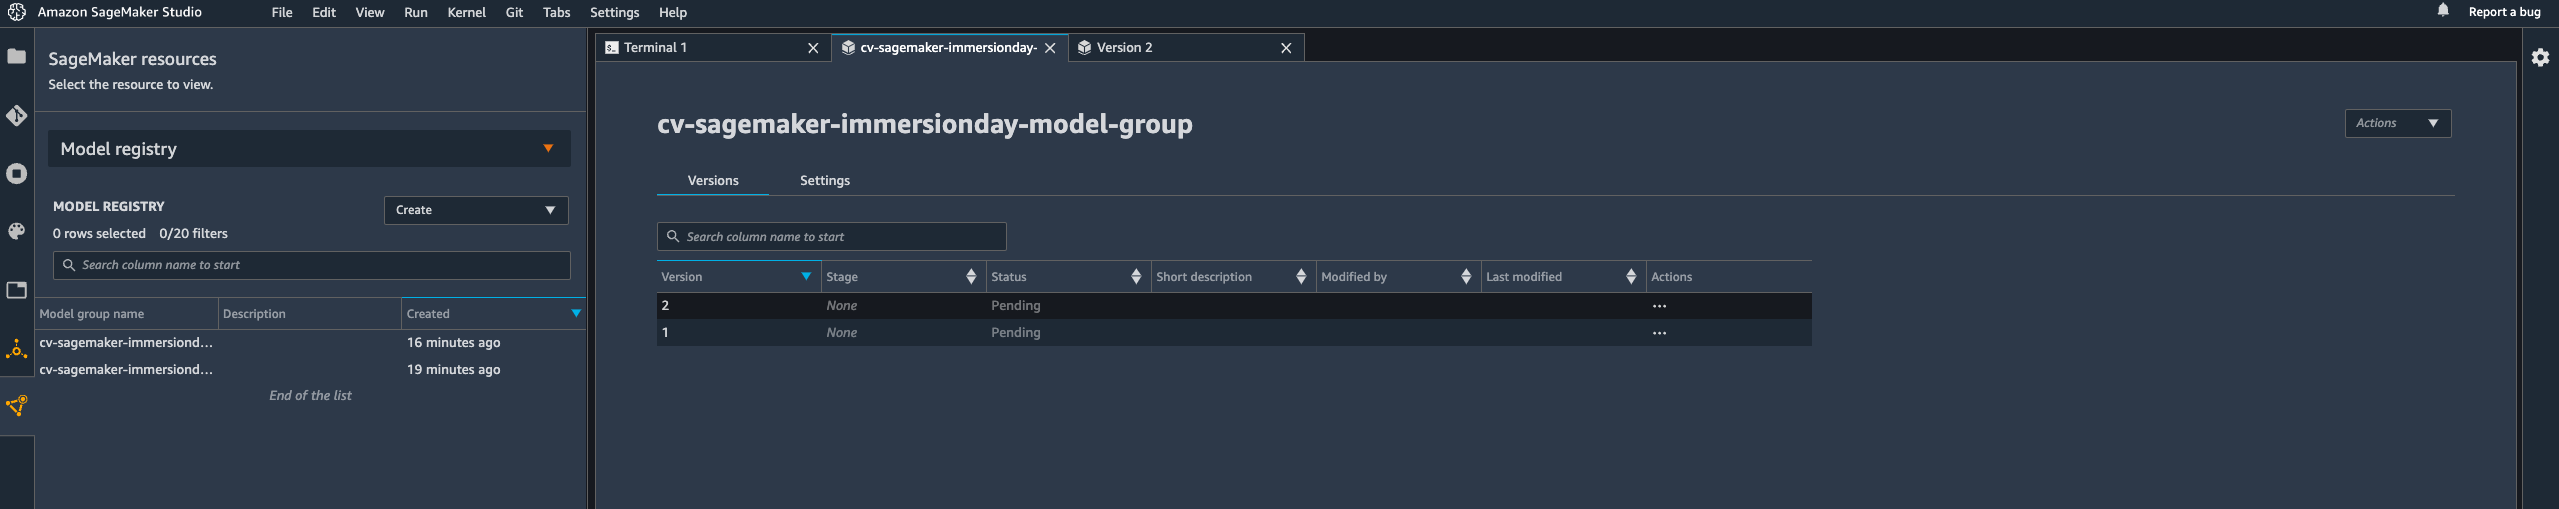 Amazon SageMaker Studio File Edit View Run Kernel Git Tabs Settings Help Report a bug
SageMaker resources
Select the resource to view.
Model registry
MODEL REGISTRY Create
0 rows selected 0/20 filters
Search column name to start
Model group name Description Created
cv-sagemaker-immersiond... 16 minutes ago
cv-sagemaker-immersiond... 19 minutes ago
End of the list
$_ Terminal 1 cv-sagemaker-immersionday- Version 2
cv-sagemaker-immersionday-model-group
Actions
Versions Settings
Search column name to start
Version Stage Status Short description Modified by Last modified Actions
2 None Pending ...
1 None Pending ...